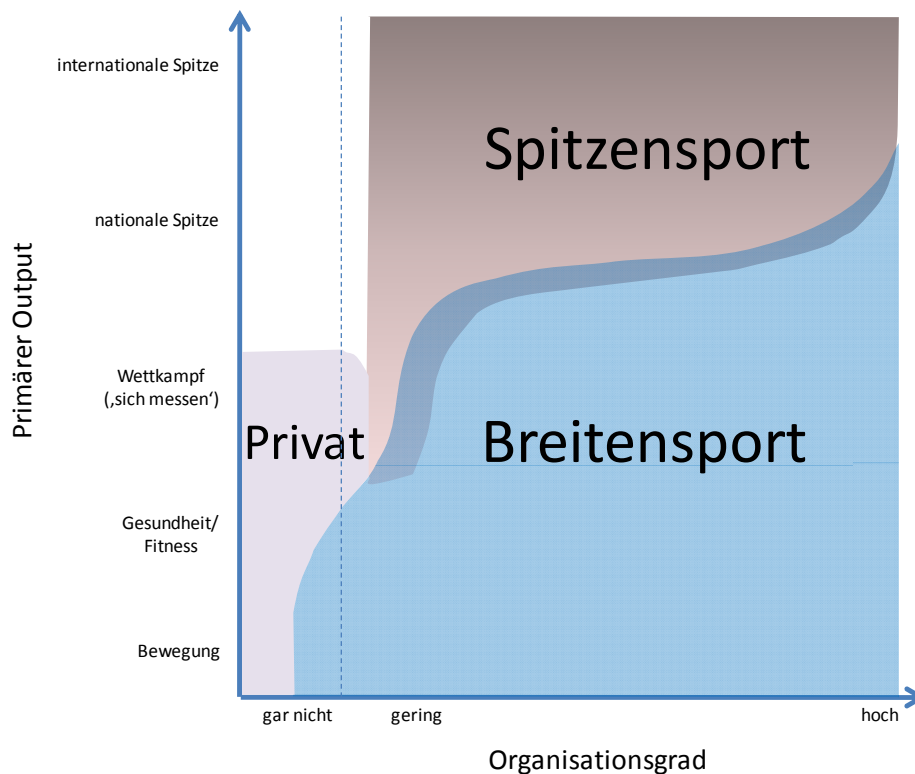 internationale Spitze
Spitzensport
nationale Spitze
Primärer Output
Wettkampf
(‚sich messen‘)
Privat
Breitensport
Gesundheit/
Fitness
Bewegung
gar nicht
gering
hoch
Organisationsgrad